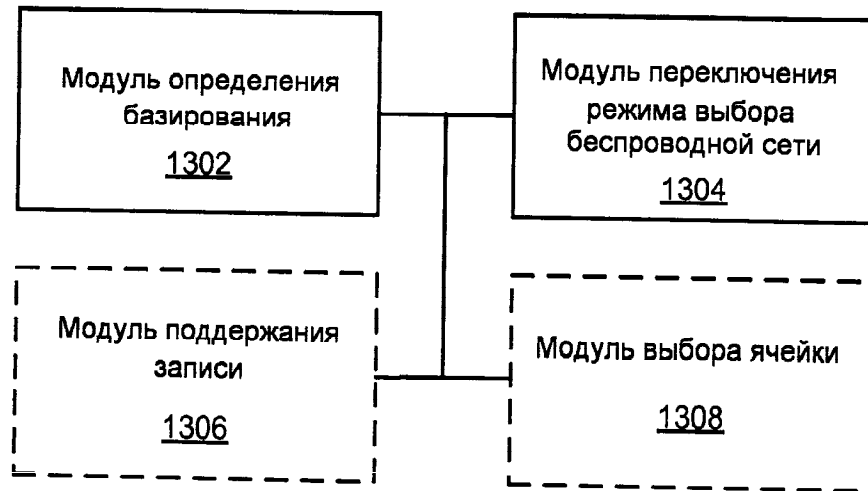 Модуль определения
базирования
1302
Модуль переключения
режима выбора
беспроводной сети
1304
Модуль поддержания
записи
1306
Модуль выбора ячейки
1308